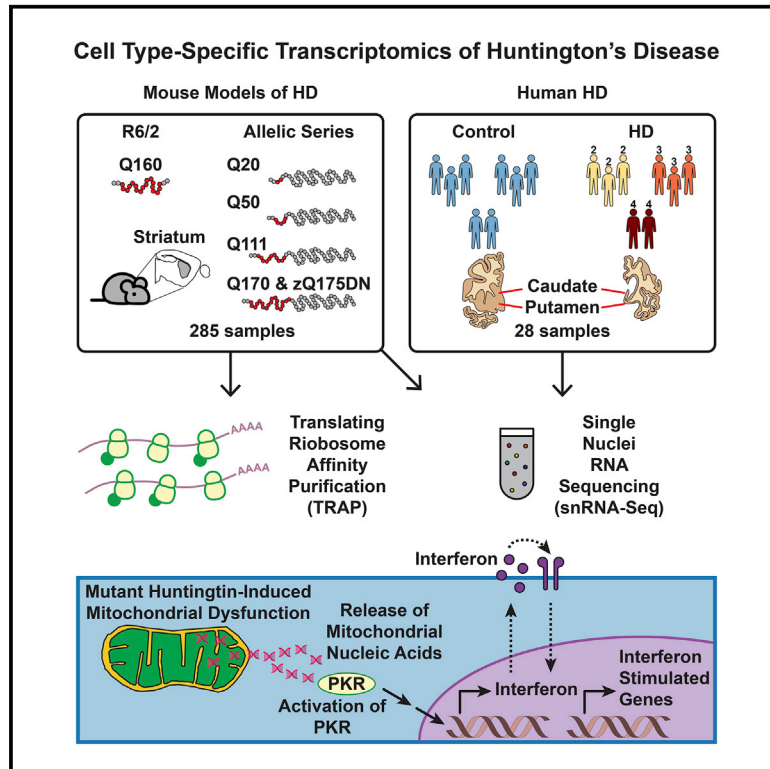 Cell Type-Specific Transcriptomics of Huntington's Disease
Mouse Models of HD
R6/2
Q160
Striatum
Allelic Series
Q20
Q50
Q111
Q170 & zQ175DN
285 samples
Human HD
Control
HD
2 2 2
3 3 3
4 4
Caudate
Putamen
28 samples
AAAA
AAAA
Translating
Riobosome
Affinity
Purification
(TRAP)
Single
Nuclei
RNA
Sequencing
(snRNA-Seq)
Interferon
Mutant Huntingtin-Induced
Mitochondrial Dysfunction
Release of
Mitochondrial
Nucleic Acids
PKR
Activation of
PKR
Interferon
Interferon
Stimulated
Genes